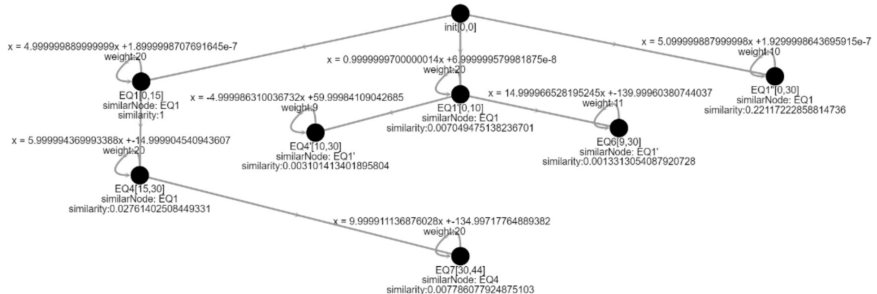 init[0,0]
x = 4.999999889999999x +1.8999998707691645e-7
weight:20
EQ1[0,15]
similarNode: EQ1
similarity:1
x = 0.9999999700000014x +6.999999579981875e-8
weight:20
EQ1'[0,10]
similarNode: EQ1
similarity:0.007049475138236701
x = 5.099999887999998x +1.9299998643695915e-7
weight:10
EQ1''[0,30]
similarNode: EQ1
similarity:0.22117222858814736
x = -4.999986310036732x +59.99984109042685
weight:9
EQ4'[10,30]
similarNode: EQ1'
similarity:0.003101413401895804
x = 14.999966528195245x +-139.99960380744037
weight:11
EQ6[9,30]
similarNode: EQ1'
similarity:0.0013313054087920728
x = 5.999994369993388x +-14.999904540943607
weight:20
EQ4[15,30]
similarNode: EQ1
similarity:0.02761402508449331
x = 9.999911136876028x +-134.99717764889382
weight:20
EQ7[30,44]
similarNode: EQ4
similarity:0.007786077924875103